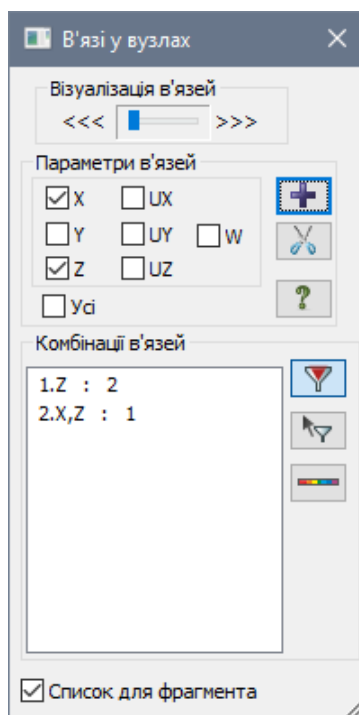 В'язі у вузлах
Візуалізація в'язей
<<< >>>
Параметри в'язей
X UX
Y UY W
Z UZ
Усі
?
Комбінації в'язей
1.Z : 2
2.X,Z : 1
Список для фрагмента